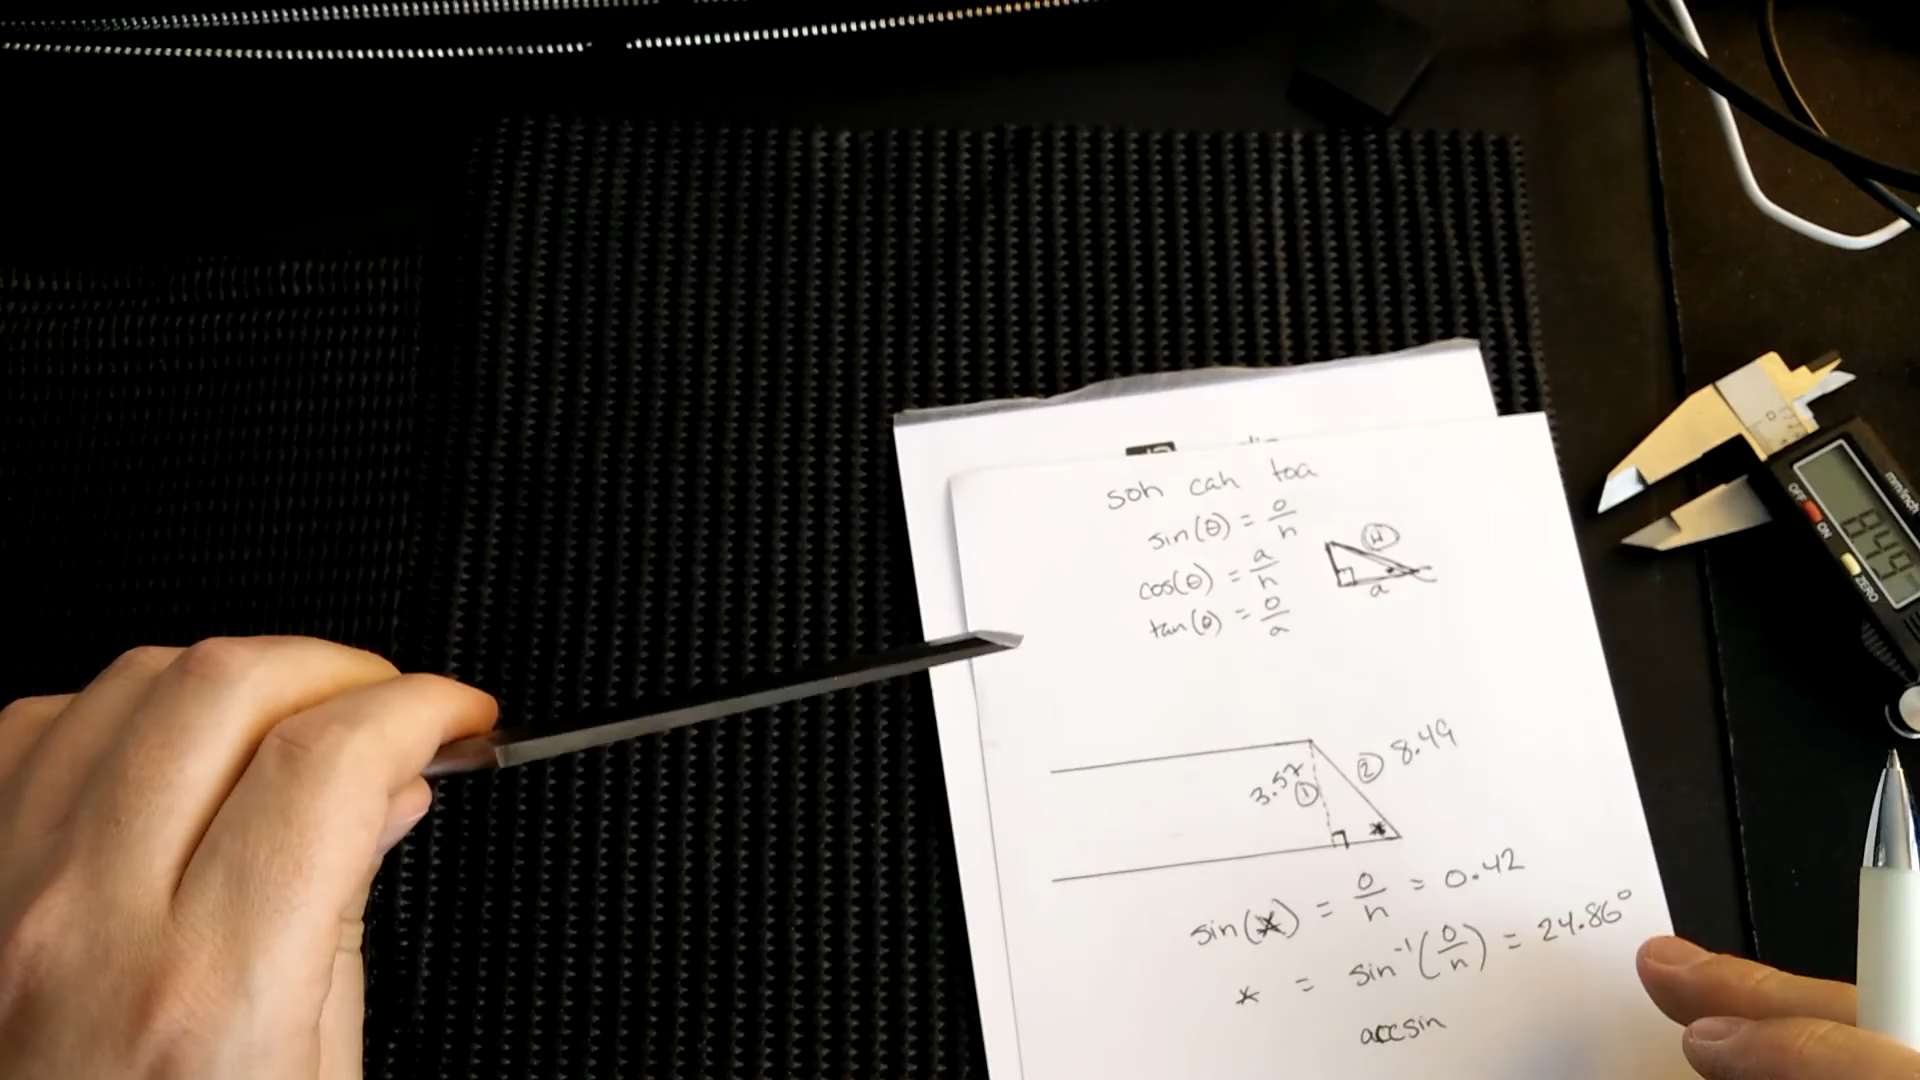 soh cah toa
sin(θ) = o/h
cos(θ) = a/h
tan(θ) = o/a
H
a
3.57
1
2 8.49
*
sin(*) = o/h = 0.42
* = sin⁻¹(o/h) = 24.86°
arcsin
mm/inch
OFF
ON
ZERO
8.49